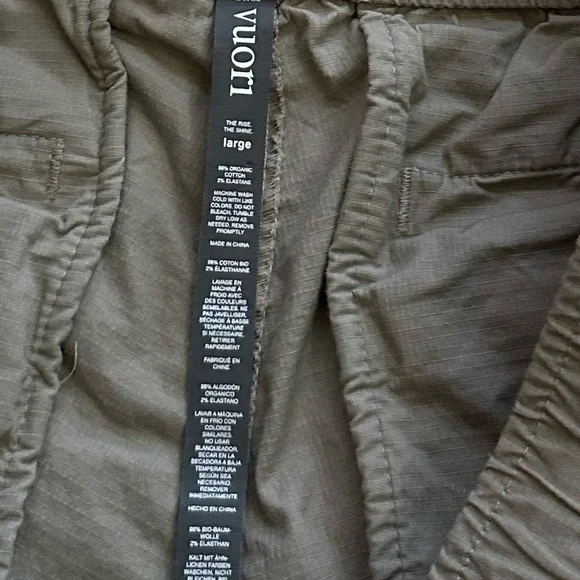 vuori
THE RISE.
THE SHINE.
large
98% ORGANIC
COTTON
2% ELASTANE
MACHINE WASH
COLD WITH LIKE
COLORS. DO NOT
BLEACH. TUMBLE
DRY LOW AS
NEEDED, REMOVE
PROMPTLY
MADE IN CHINA
98% COTON BIO
2% ÉLASTHANNE
LAVAGE EN
MACHINE À
FROID AVEC
DES COULEURS
SEMBLABLES. NE
PAS JAVELLISER.
SÉCHAGE À BASSE
TEMPÉRATURE
SI NÉCESSAIRE.
RETIRER
RAPIDEMENT
FABRIQUÉ EN
CHINE
98% ALGODÓN
ORGANICO
2% ELASTANO
LAVAR A MÁQUINA
EN FRÍO CON
COLORES
SIMILARES.
NO USAR
BLANQUEADOR.
SECAR EN LA
SECADORA A BAJA
TEMPERATURA
SEGÚN SEA
NECESARIO.
REMOVER
INMEDIATAMENTE
HECHO EN CHINA
98% BIO-BAUM-
WOLLE
2% ELASTHAN
KALT MIT ÄHN-
LICHEN FARBEN
WASCHEN, NICHT
BLEICHEN, BEI